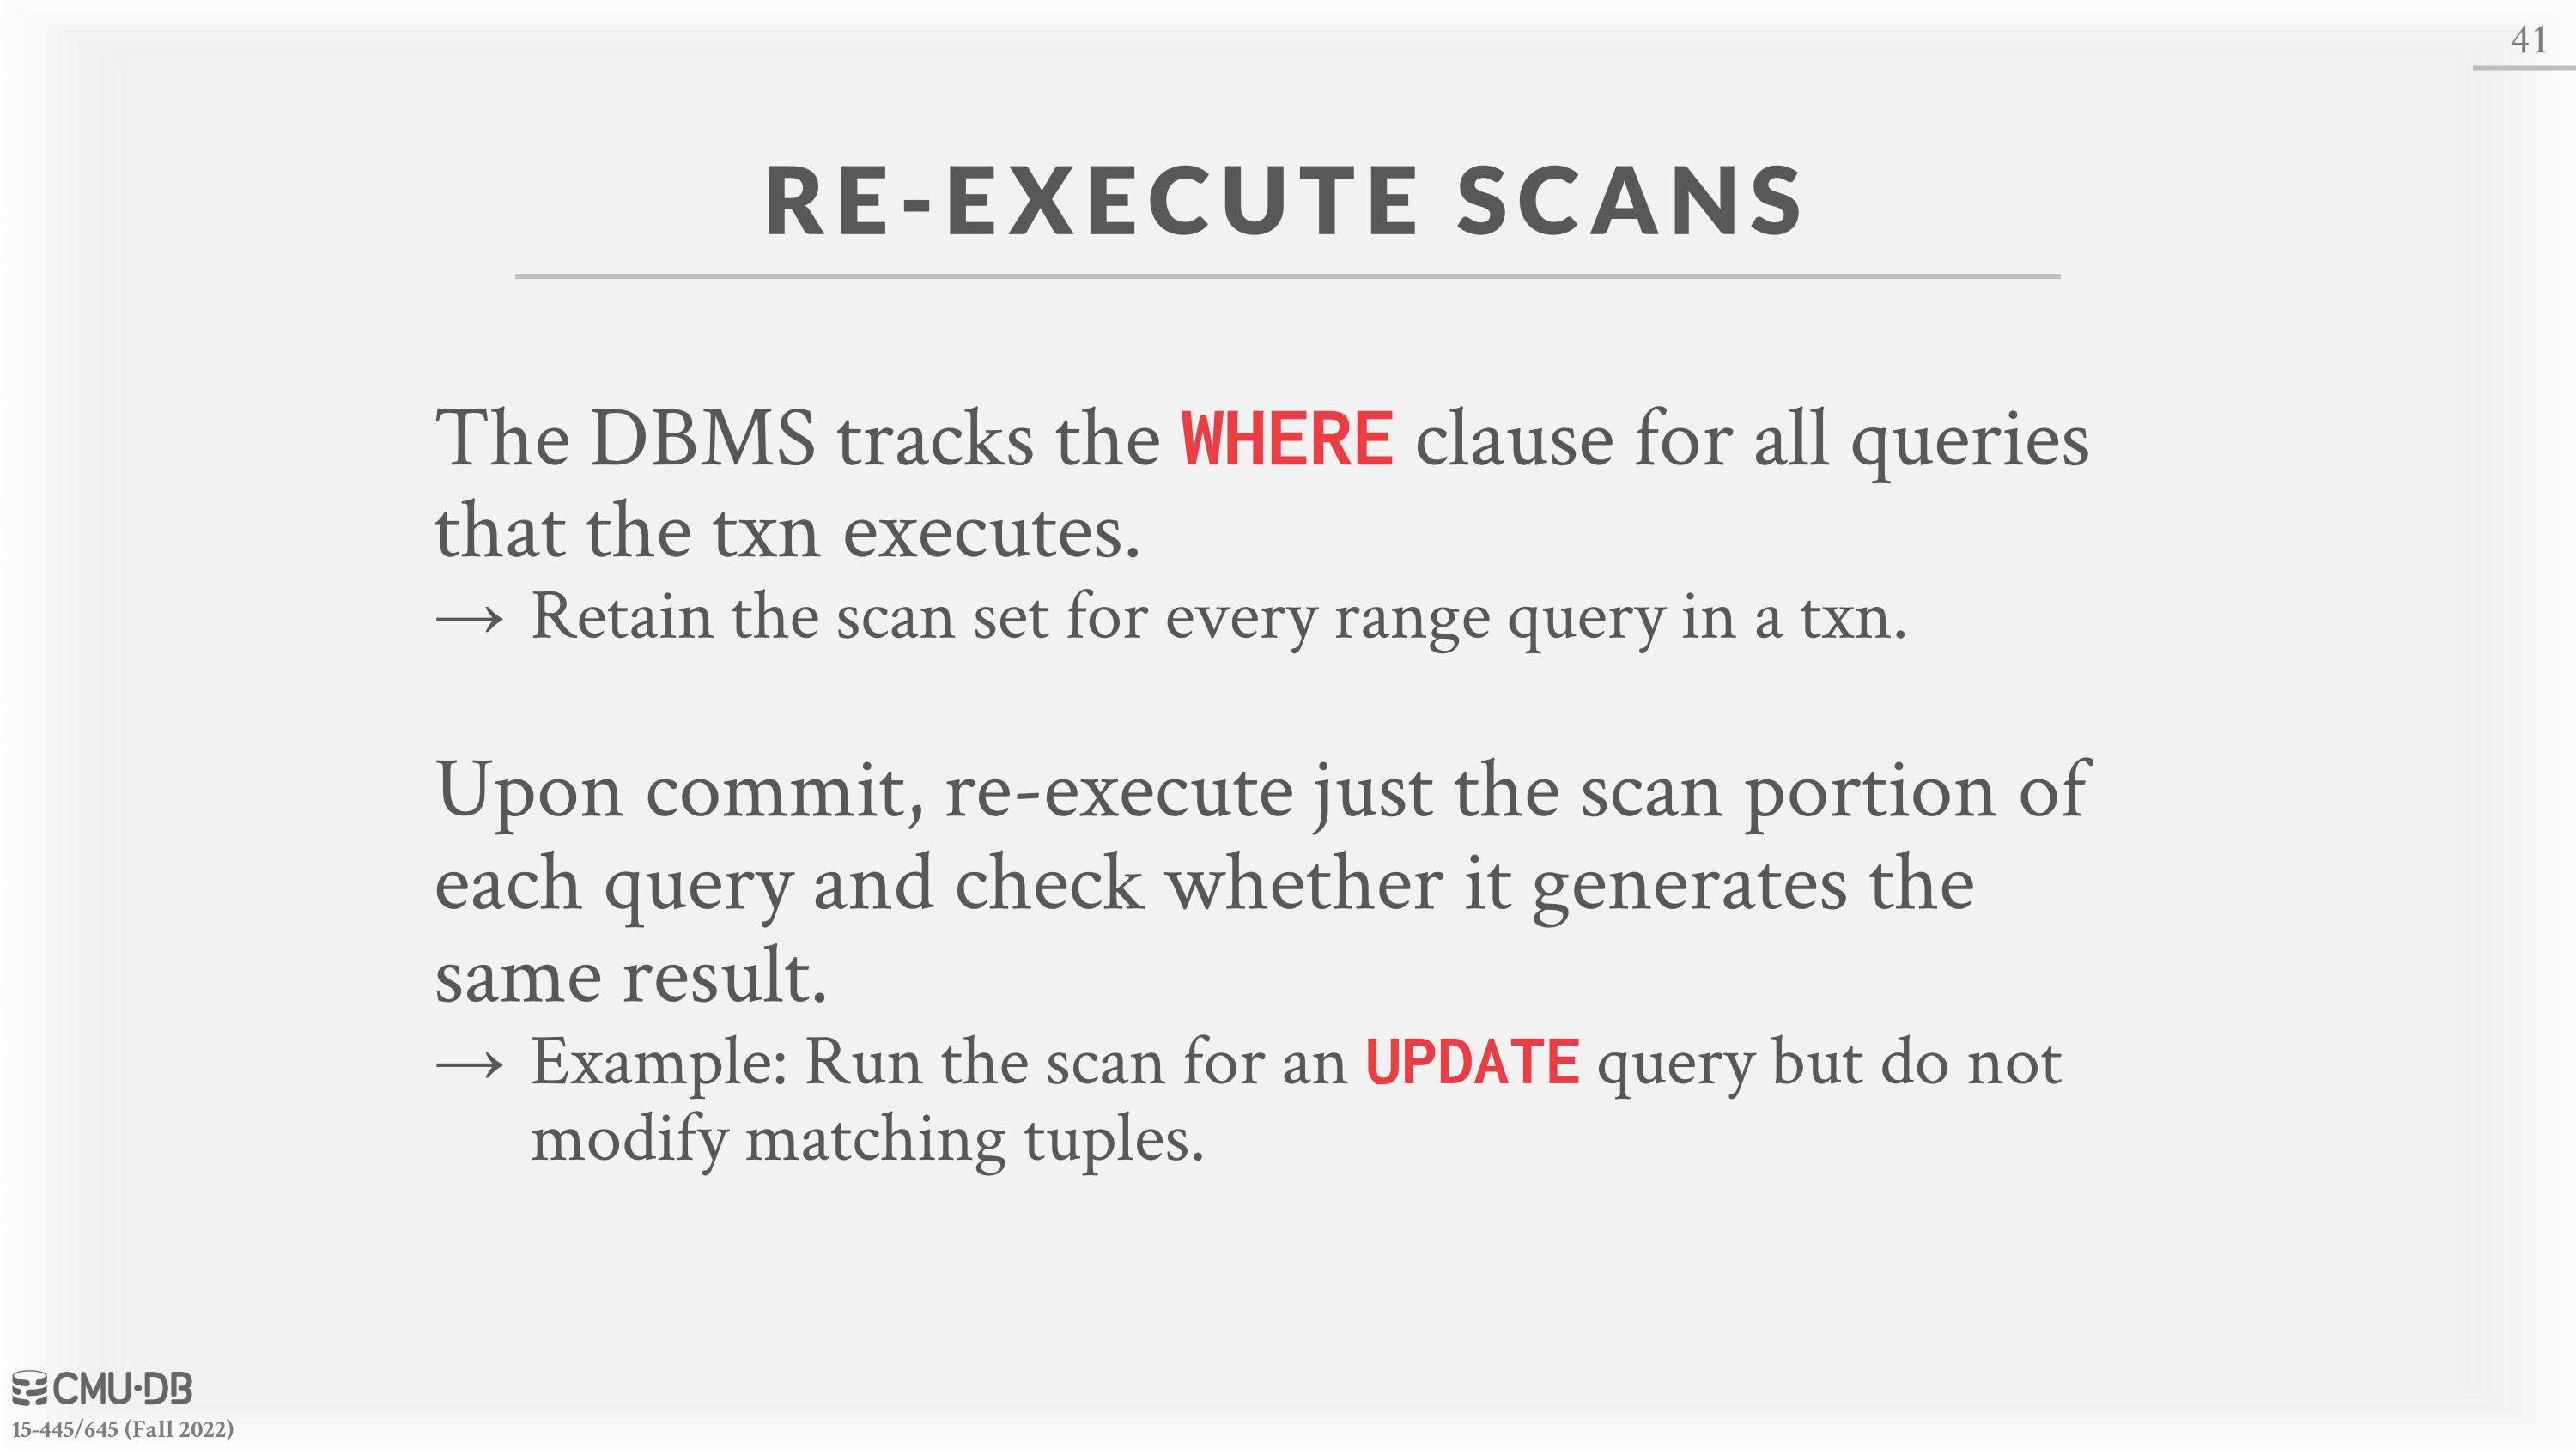 41
RE-EXECUTE SCANS
The DBMS tracks the WHERE clause for all queries
that the txn executes.
→ Retain the scan set for every range query in a txn.
Upon commit, re-execute just the scan portion of
each query and check whether it generates the
same result.
→ Example: Run the scan for an UPDATE query but do not
modify matching tuples.
CMU·DB
15-445/645 (Fall 2022)